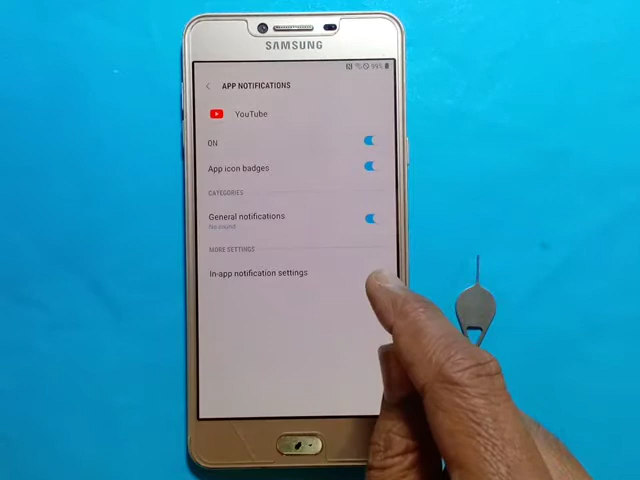 SAMSUNG
99%
APP NOTIFICATIONS
YouTube
ON
App icon badges
CATEGORIES
General notifications
No sound
MORE SETTINGS
In-app notification settings